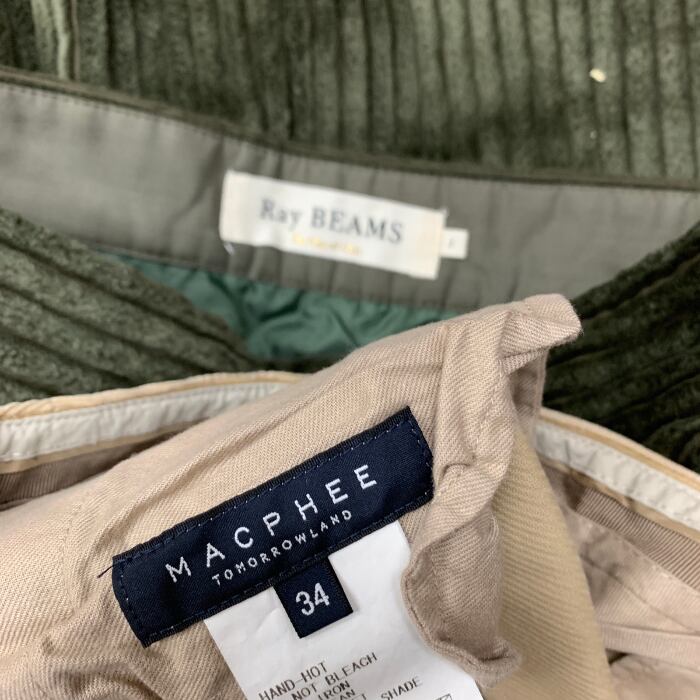 Ray BEAMS
MACPHEE
TOMORROWLAND
34
HAND-HOT
NOT BLEACH
IRON
SHADE